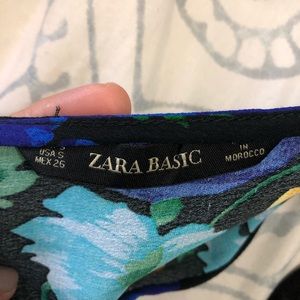 USA S
MEX 26
ZARA BASIC
IN
MOROCCO